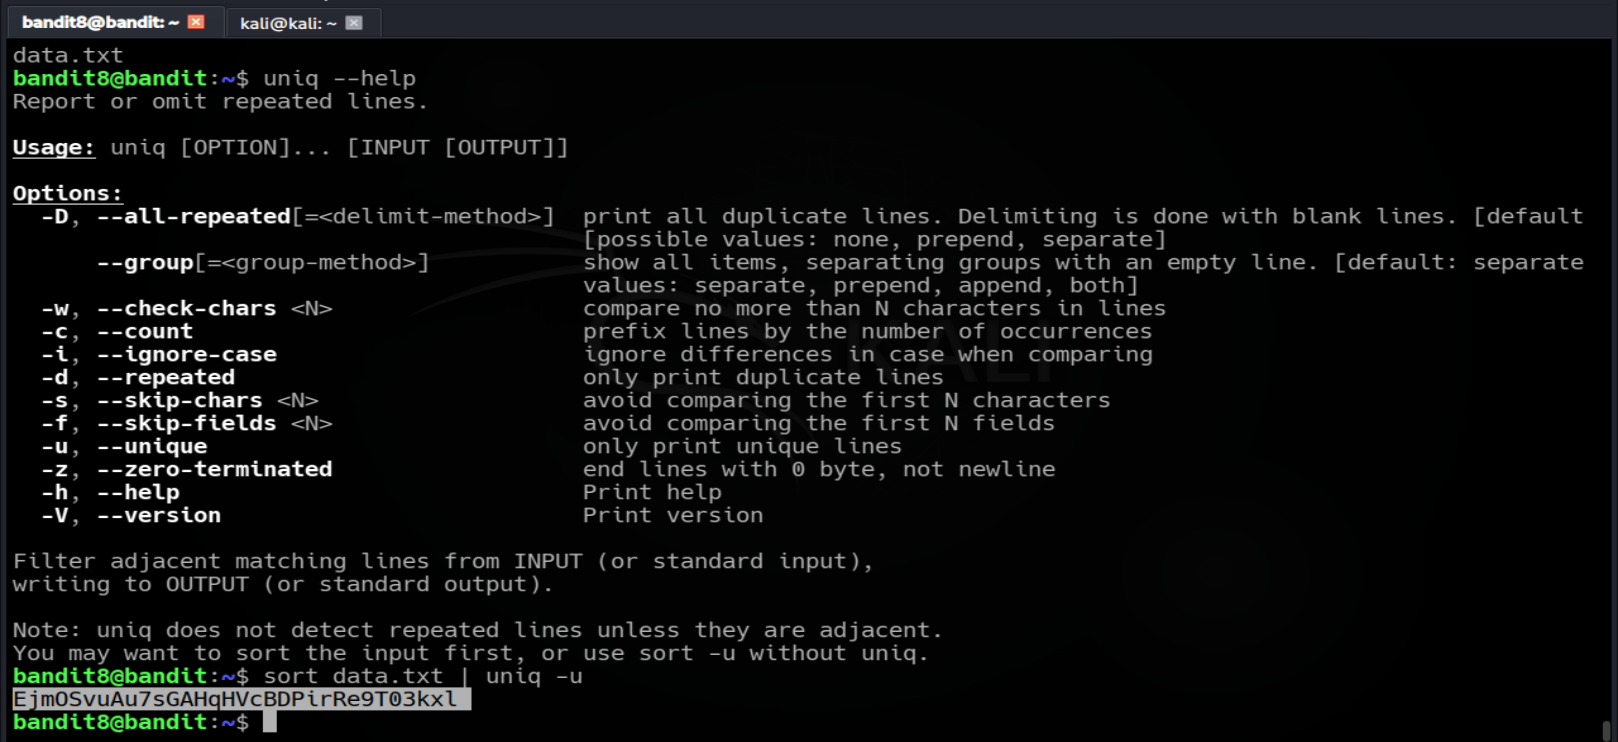 bandit8@bandit: ~
kali@kali: ~
data.txt
bandit8@bandit:~$ uniq --help
Report or omit repeated lines.
Usage: uniq [OPTION]... [INPUT [OUTPUT]]
Options:
-D, --all-repeated[=<delimit-method>] print all duplicate lines. Delimiting is done with blank lines. [default
[possible values: none, prepend, separate]
--group[=<group-method>] show all items, separating groups with an empty line. [default: separate
values: separate, prepend, append, both]
-w, --check-chars <N> compare no more than N characters in lines
-c, --count prefix lines by the number of occurrences
-i, --ignore-case ignore differences in case when comparing
-d, --repeated only print duplicate lines
-s, --skip-chars <N> avoid comparing the first N characters
-f, --skip-fields <N> avoid comparing the first N fields
-u, --unique only print unique lines
-z, --zero-terminated end lines with 0 byte, not newline
-h, --help Print help
-V, --version Print version
Filter adjacent matching lines from INPUT (or standard input),
writing to OUTPUT (or standard output).
Note: uniq does not detect repeated lines unless they are adjacent.
You may want to sort the input first, or use sort -u without uniq.
bandit8@bandit:~$ sort data.txt | uniq -u
EjmOSvuAu7sGAHqHVcBDPirRe9T03kxl
bandit8@bandit:~$
KALI